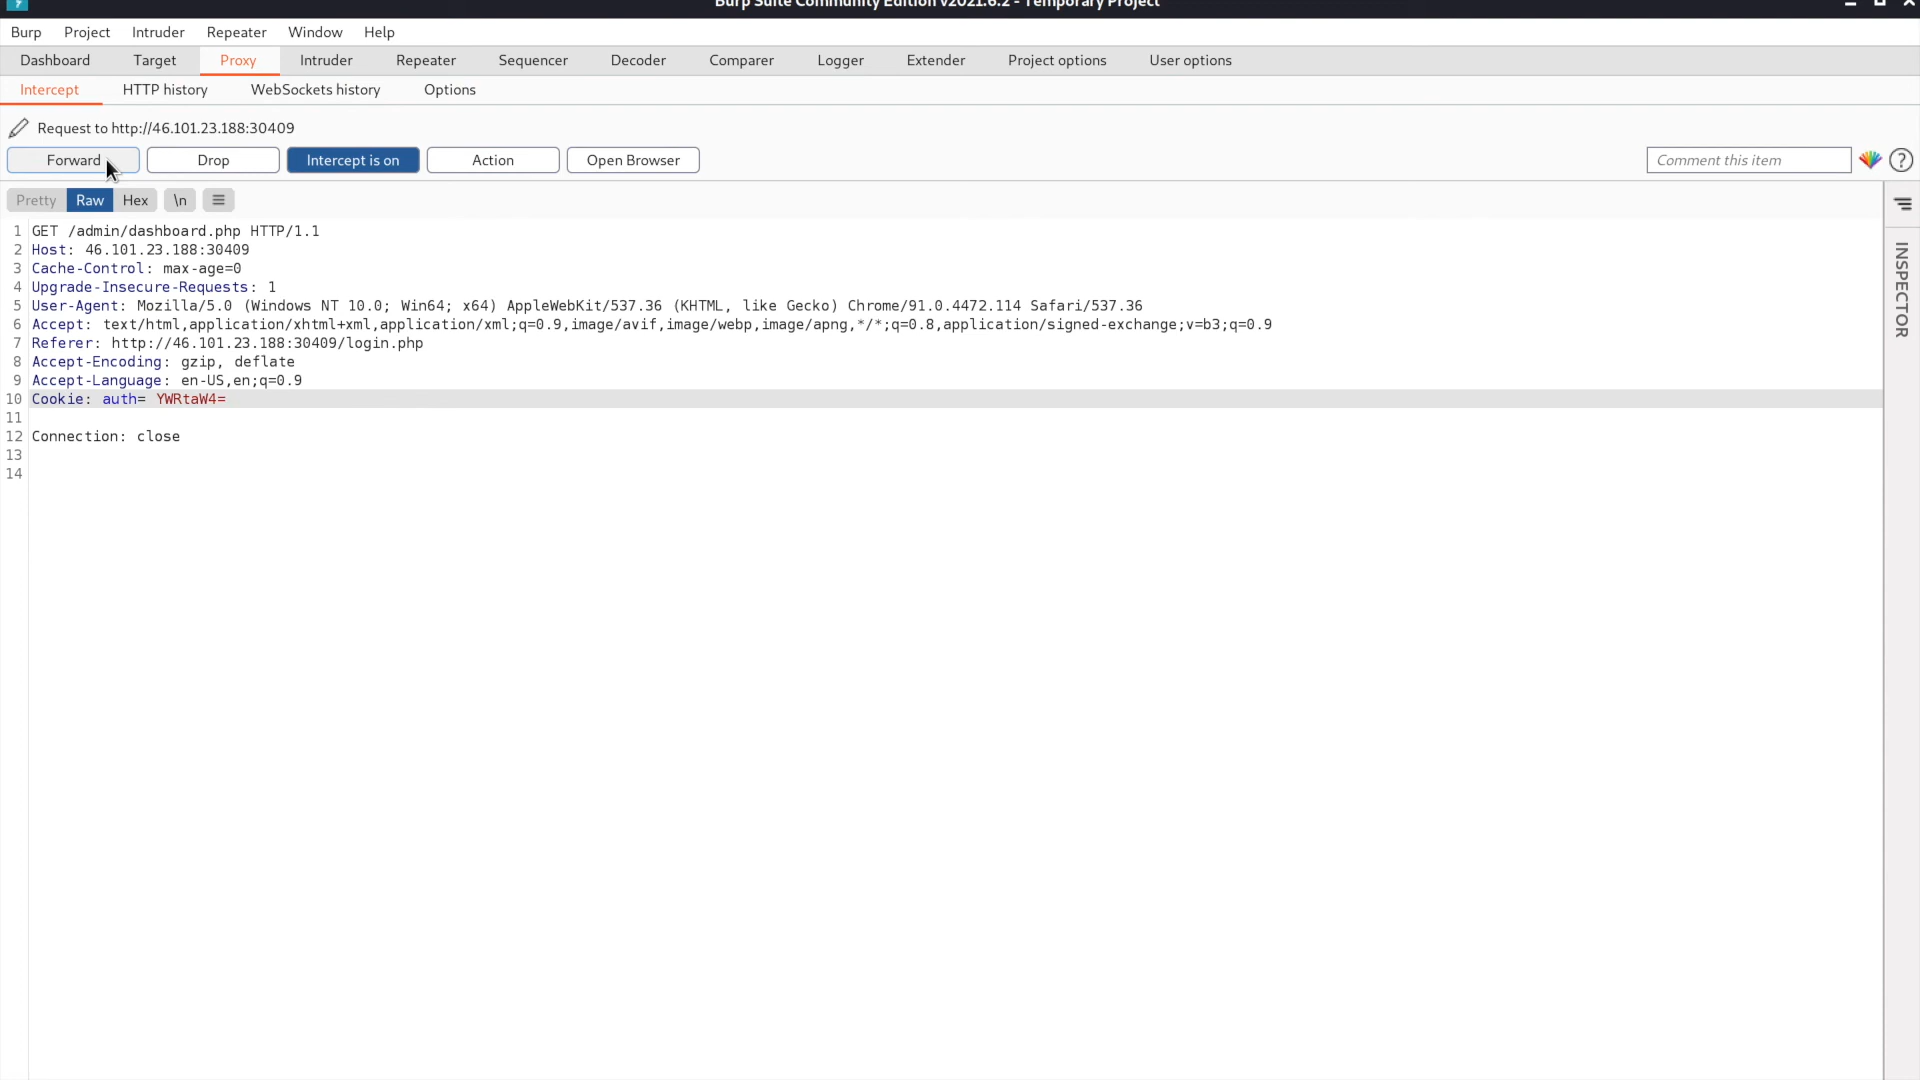 Burp Suite Community Edition v2021.6.2 - Temporary Project
Burp Project Intruder Repeater Window Help
Dashboard Target Proxy Intruder Repeater Sequencer Decoder Comparer Logger Extender Project options User options
Intercept HTTP history WebSockets history Options
Request to http://46.101.23.188:30409
Forward Drop Intercept is on Action Open Browser Comment this item ?
Pretty Raw Hex \n
1 GET /admin/dashboard.php HTTP/1.1
2 Host: 46.101.23.188:30409
3 Cache-Control: max-age=0
4 Upgrade-Insecure-Requests: 1
5 User-Agent: Mozilla/5.0 (Windows NT 10.0; Win64; x64) AppleWebKit/537.36 (KHTML, like Gecko) Chrome/91.0.4472.114 Safari/537.36
6 Accept: text/html,application/xhtml+xml,application/xml;q=0.9,image/avif,image/webp,image/apng,*/*;q=0.8,application/signed-exchange;v=b3;q=0.9
7 Referer: http://46.101.23.188:30409/login.php
8 Accept-Encoding: gzip, deflate
9 Accept-Language: en-US,en;q=0.9
10 Cookie: auth= YWRtaW4=
11
12 Connection: close
13
14
INSPECTOR